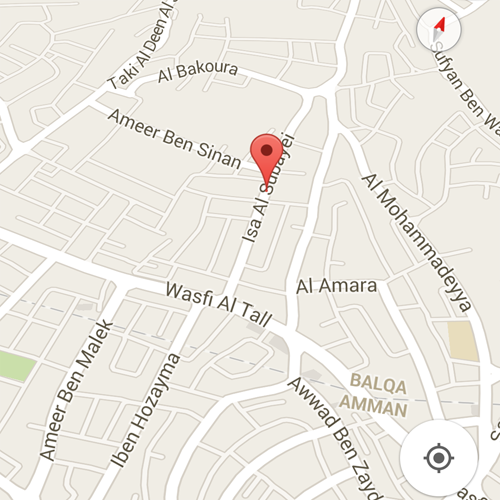 Taki Al Deen Al
Sufyan Ben Wa
Al Bakoura
Ameer Ben Sinan
Isa Al Subayei
Al Mohammadeyya
Wasfi Al Tall
Al Amara
Ameer Ben Malek
Iben Hozayma
BALQA
AMMAN
Awwad Ben Zayd